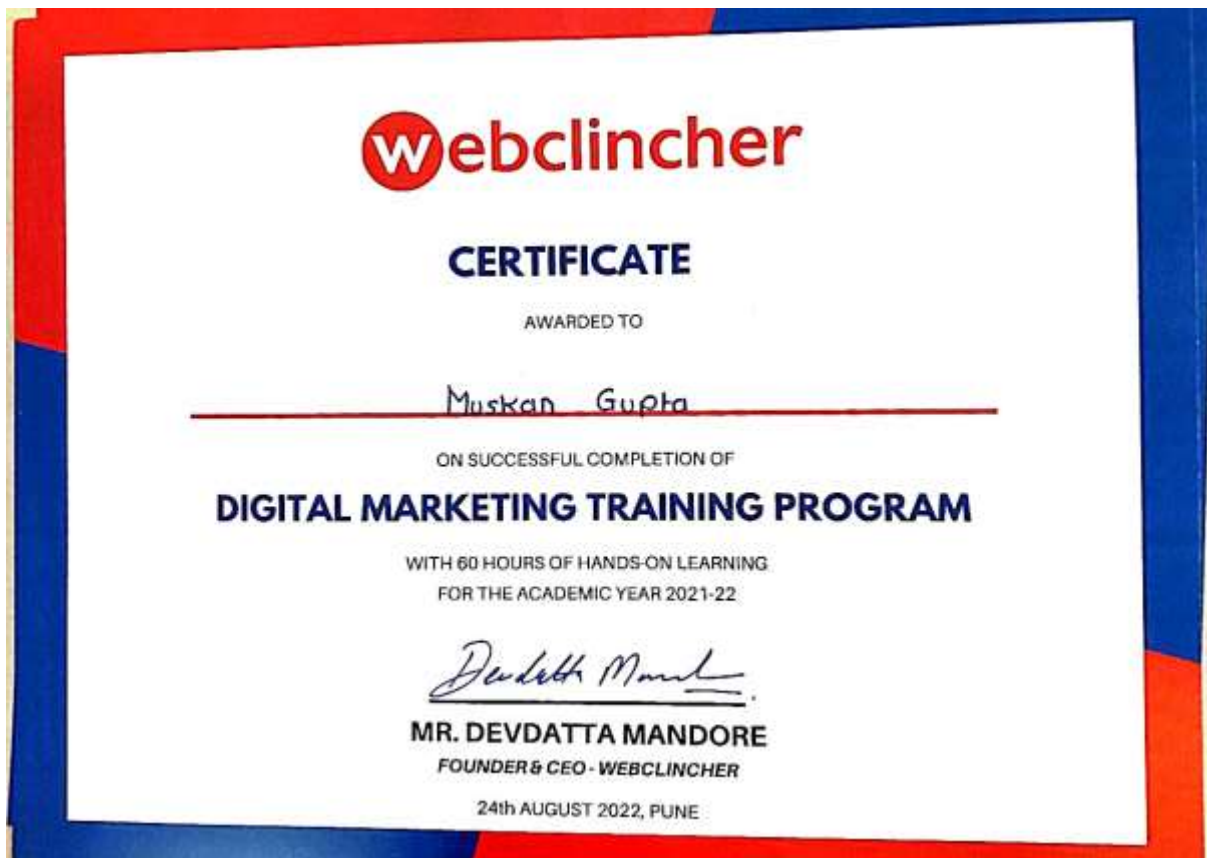 Webclincher
CERTIFICATE
AWARDED TO
Muskan Gupta
ON SUCCESSFUL COMPLETION OF
DIGITAL MARKETING TRAINING PROGRAM
WITH 60 HOURS OF HANDS-ON LEARNING
FOR THE ACADEMIC YEAR 2021-22
Devdatta
MR. DEVDATTA MANDORE
FOUNDER & CEO - WEBCLINCHER
24th AUGUST 2022, PUNE